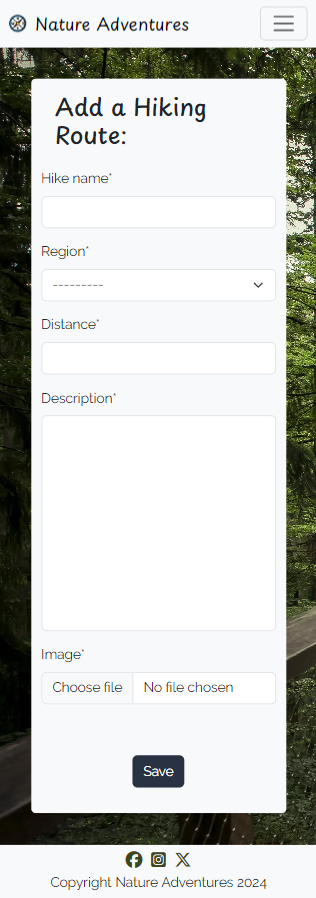 Nature Adventures
Add a Hiking
Route:
Hike name*
Region*
---------
Distance*
Description*
Image*
Choose file No file chosen
Save
Copyright Nature Adventures 2024